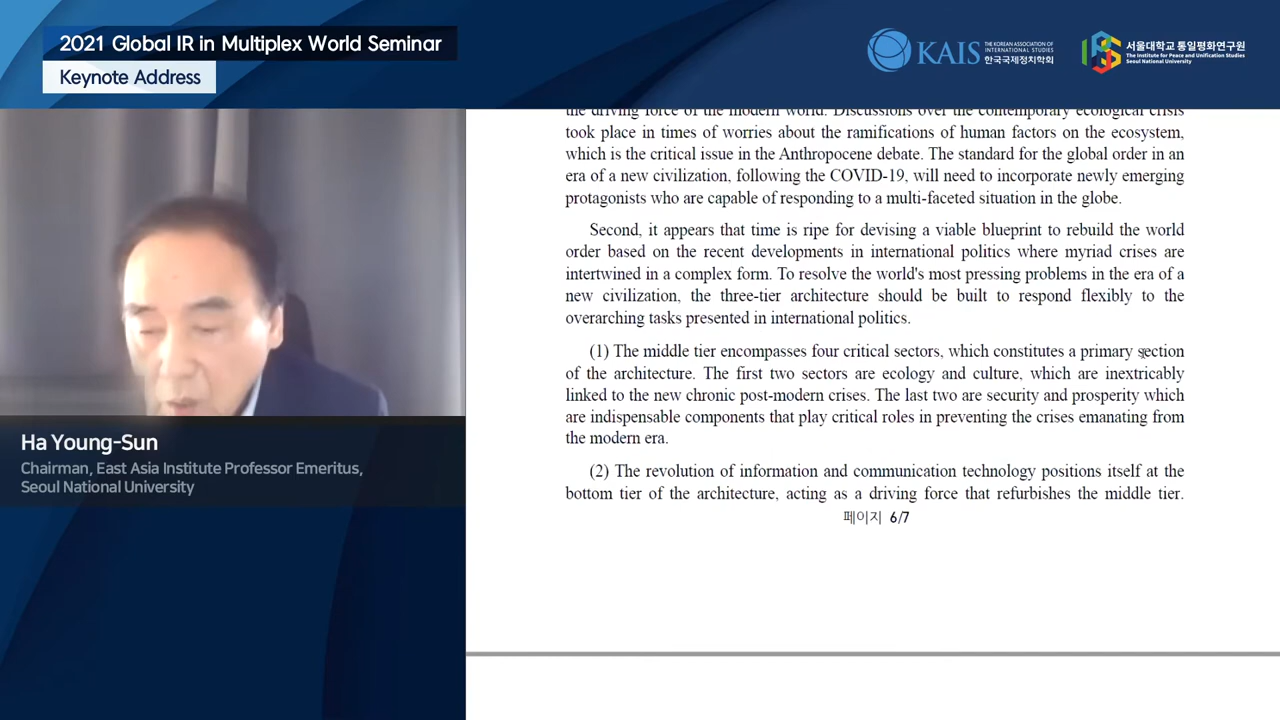 2021 Global IR in Multiplex World Seminar
Keynote Address
KAIS
THE KOREAN ASSOCIATION OF
INTERNATIONAL STUDIES
한국국제정치학회
서울대학교 통일평화연구원
The Institute for Peace and Unification Studies
Seoul National University
the driving force of the modern world. Discussions over the contemporary ecological crisis
took place in times of worries about the ramifications of human factors on the ecosystem,
which is the critical issue in the Anthropocene debate. The standard for the global order in an
era of a new civilization, following the COVID-19, will need to incorporate newly emerging
protagonists who are capable of responding to a multi-faceted situation in the globe.
Second, it appears that time is ripe for devising a viable blueprint to rebuild the world
order based on the recent developments in international politics where myriad crises are
intertwined in a complex form. To resolve the world's most pressing problems in the era of a
new civilization, the three-tier architecture should be built to respond flexibly to the
overarching tasks presented in international politics.
(1) The middle tier encompasses four critical sectors, which constitutes a primary section
of the architecture. The first two sectors are ecology and culture, which are inextricably
linked to the new chronic post-modern crises. The last two are security and prosperity which
are indispensable components that play critical roles in preventing the crises emanating from
the modern era.
(2) The revolution of information and communication technology positions itself at the
bottom tier of the architecture, acting as a driving force that refurbishes the middle tier.
페이지 6/7
Ha Young-Sun
Chairman, East Asia Institute Professor Emeritus,
Seoul National University